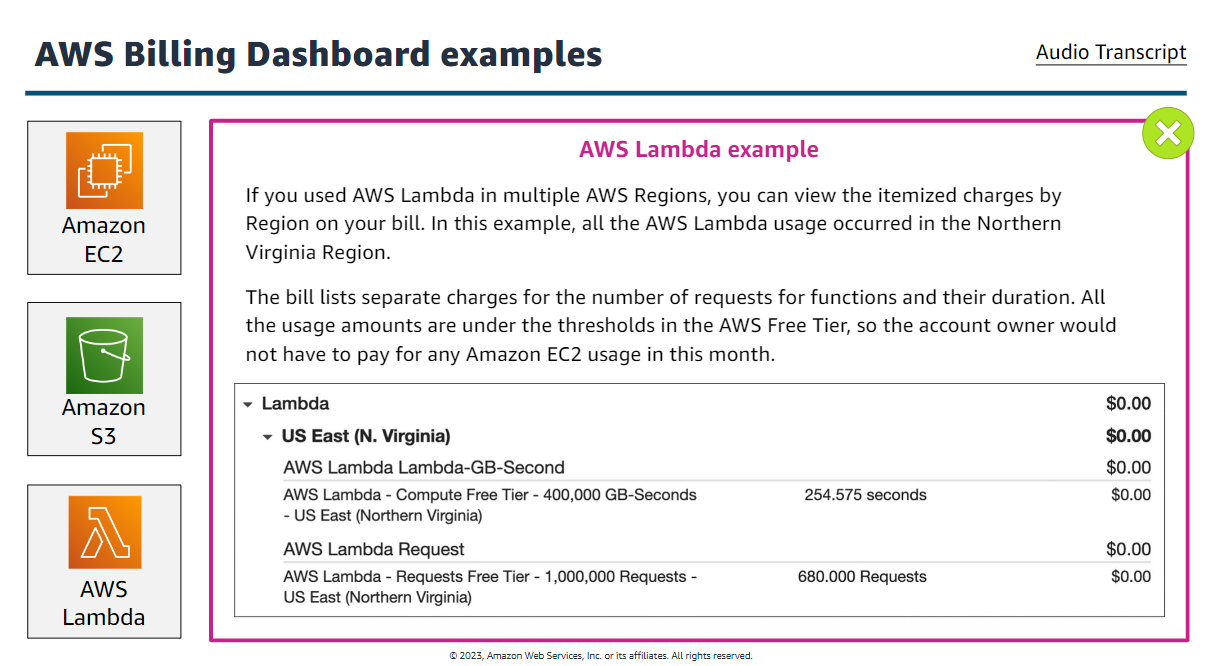 AWS Billing Dashboard examples
Audio Transcript
Amazon
EC2
Amazon
S3
AWS
Lambda
AWS Lambda example
If you used AWS Lambda in multiple AWS Regions, you can view the itemized charges by
Region on your bill. In this example, all the AWS Lambda usage occurred in the Northern
Virginia Region.
The bill lists separate charges for the number of requests for functions and their duration. All
the usage amounts are under the thresholds in the AWS Free Tier, so the account owner would
not have to pay for any Amazon EC2 usage in this month.
Lambda $0.00
US East (N. Virginia) $0.00
AWS Lambda Lambda-GB-Second $0.00
AWS Lambda - Compute Free Tier - 400,000 GB-Seconds 254.575 seconds $0.00
- US East (Northern Virginia)
AWS Lambda Request $0.00
AWS Lambda - Requests Free Tier - 1,000,000 Requests - 680.000 Requests $0.00
US East (Northern Virginia)
© 2023, Amazon Web Services, Inc. or its affiliates. All rights reserved.